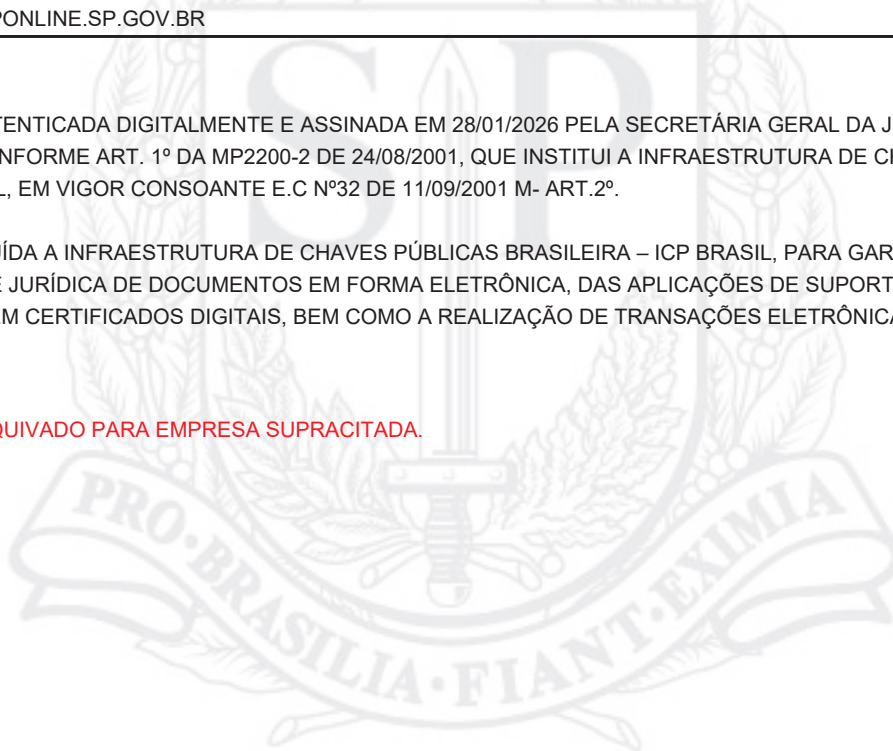 PONLINE.SP.GOV.BR
TENTICADA DIGITALMENTE E ASSINADA EM 28/01/2026 PELA SECRETÁRIA GERAL DA J
NFORME ART. 1º DA MP2200-2 DE 24/08/2001, QUE INSTITUI A INFRAESTRUTURA DE C
L, EM VIGOR CONSOANTE E.C Nº32 DE 11/09/2001 M- ART.2º.
ÍDA A INFRAESTRUTURA DE CHAVES PÚBLICAS BRASILEIRA – ICP BRASIL, PARA GAR
E JURÍDICA DE DOCUMENTOS EM FORMA ELETRÔNICA, DAS APLICAÇÕES DE SUPORT
EM CERTIFICADOS DIGITAIS, BEM COMO A REALIZAÇÃO DE TRANSAÇÕES ELETRÔNICA
QUIVADO PARA EMPRESA SUPRACITADA.
SP
PRO·BRASILIA·FIANT·EXIMIA